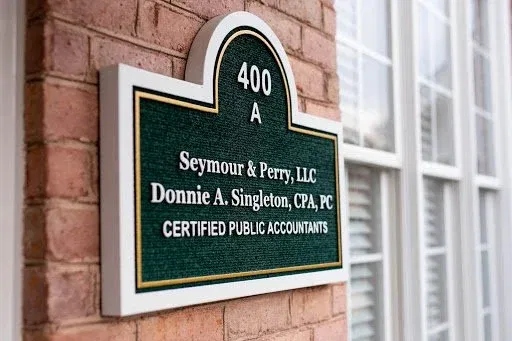 400
A
Seymour & Perry, LLC
Donnie A. Singleton, CPA, PC
CERTIFIED PUBLIC ACCOUNTANTS